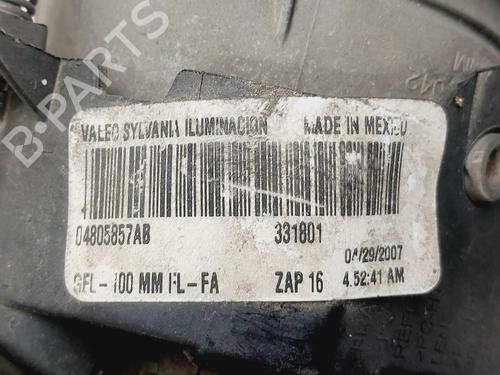 B-PARTS
VALEO SYLVANIA ILUMINACION MADE IN MEXICO
04805857AB 331801
04/29/2007
GFL-100 MM FL-FA ZAP 16 4:52:41 AM